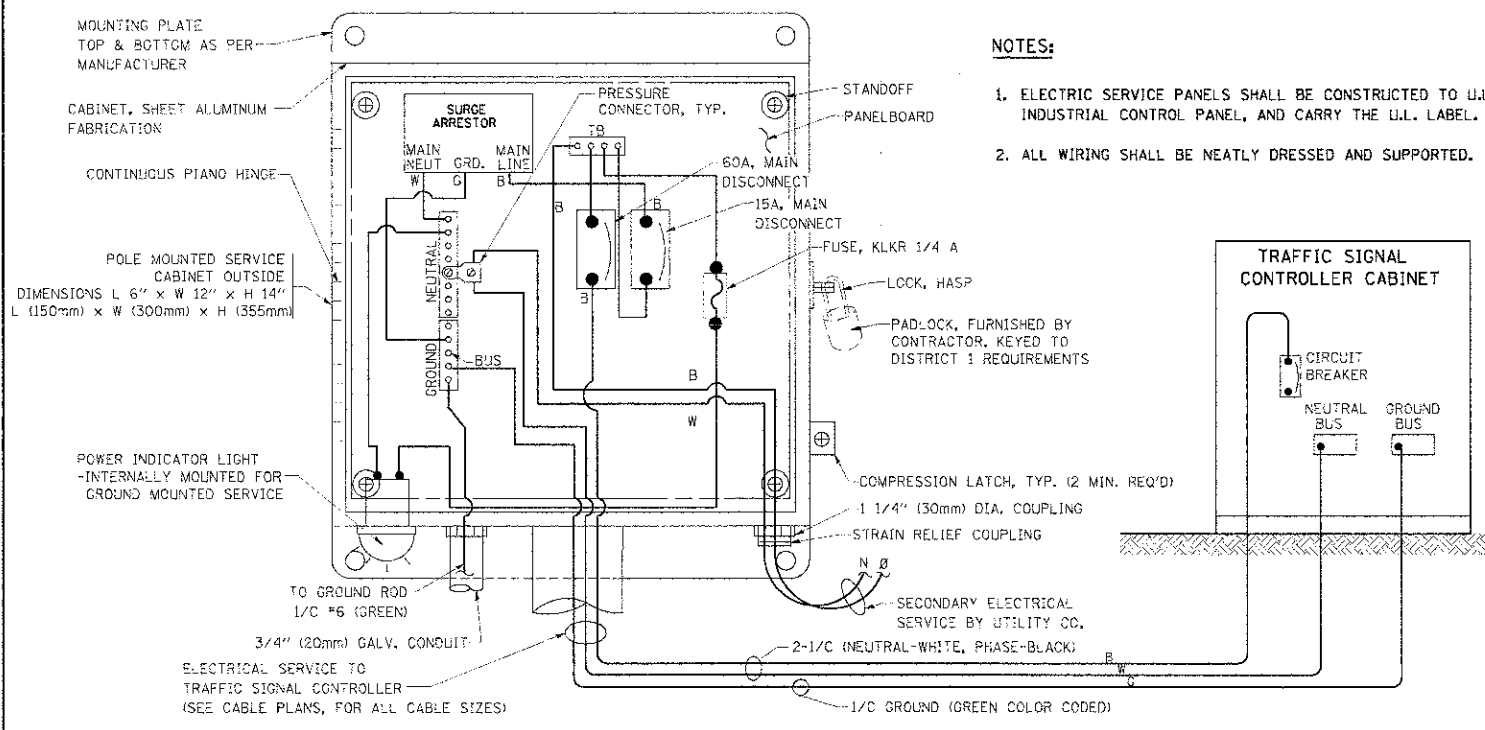 MOUNTING PLATE
TOP & BOTTOM AS PER
MANUFACTURER
CABINET, SHEET ALUMINUM
FABRICATION
CONTINUOUS PIANO HINGE
POLE MOUNTED SERVICE
CABINET OUTSIDE
DIMENSIONS L 6" x W 12" x H 14"
L (150mm) x W (300mm) x H (355mm)
POWER INDICATOR LIGHT
-INTERNALLY MOUNTED FOR
GROUND MOUNTED SERVICE
TO GROUND ROD
1/C #6 (GREEN)
3/4" (20mm) GALV. CONDUIT
ELECTRICAL SERVICE TO
TRAFFIC SIGNAL CONTROLLER
(SEE CABLE PLANS, FOR ALL CABLE SIZES)
SURGE
ARRESTOR
MAIN
NEUT
GRD.
MAIN
LINE
W
G
B
NEUTRAL
GROUND
BUS
PRESSURE
CONNECTOR, TYP.
TB
60A, MAIN
DISCONNECT
15A, MAIN
DISCONNECT
B
B
B
FUSE, KLKR 1/4 A
B
W
STANDOFF
PANELBOARD
LOCK, HASP
PADLOCK, FURNISHED BY
CONTRACTOR, KEYED TO
DISTRICT 1 REQUIREMENTS
COMPRESSION LATCH, TYP. (2 MIN. REQ'D)
1 1/4" (30mm) DIA. COUPLING
STRAIN RELIEF COUPLING
N Ø
SECONDARY ELECTRICAL
SERVICE BY UTILITY CO.
2-1/C (NEUTRAL-WHITE, PHASE-BLACK)
B
W
G
1/C GROUND (GREEN COLOR CODED)
NOTES:
1. ELECTRIC SERVICE PANELS SHALL BE CONSTRUCTED TO U.L
INDUSTRIAL CONTROL PANEL, AND CARRY THE U.L. LABEL.
2. ALL WIRING SHALL BE NEATLY DRESSED AND SUPPORTED.
TRAFFIC SIGNAL
CONTROLLER CABINET
CIRCUIT
BREAKER
NEUTRAL
BUS
GROUND
BUS